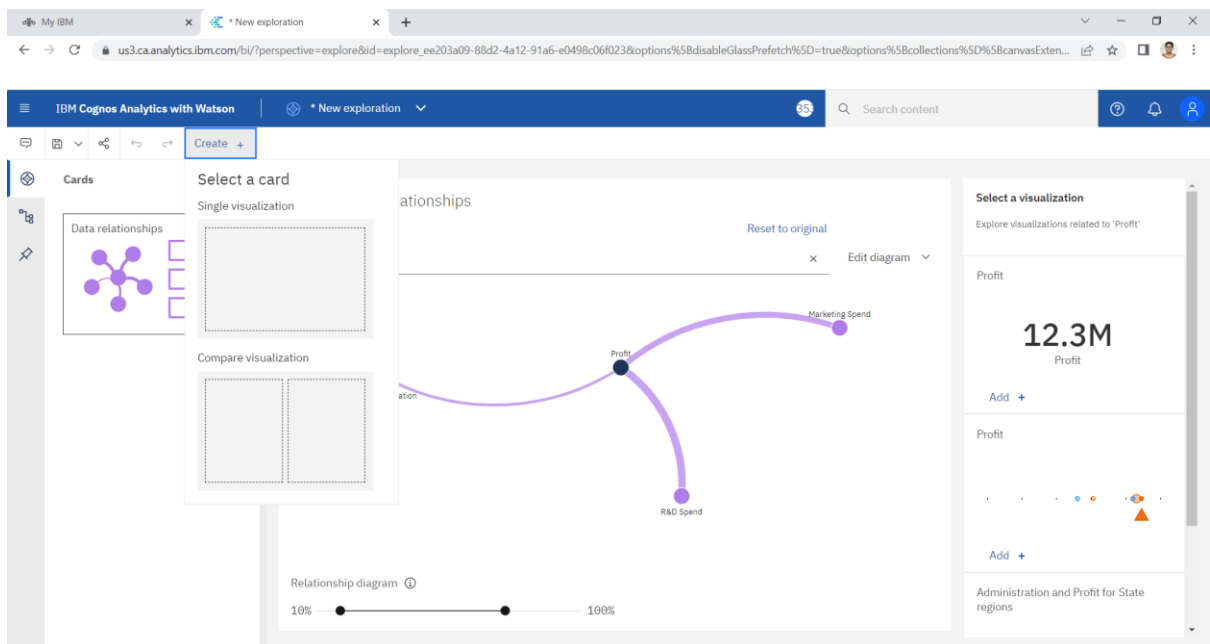 My IBM
* New exploration
us3.ca.analytics.ibm.com/bi/?perspective=explore&id=explore_ee203a09-88d2-4a12-91a6-e0498c06f023&options%5BdisableGlassPrefetch%5D=true&options%5Bcollections%5D%5BcanvasExten...
IBM Cognos Analytics with Watson
* New exploration
Search content
Create +
Cards
Data relationships
Select a card
Single visualization
Compare visualization
ationships
Reset to original
Edit diagram
Marketing Spend
Profit
ation
R&D Spend
Relationship diagram
10%
100%
Select a visualization
Explore visualizations related to 'Profit'
Profit
12.3M
Profit
Add +
Profit
Add +
Administration and Profit for State
regions